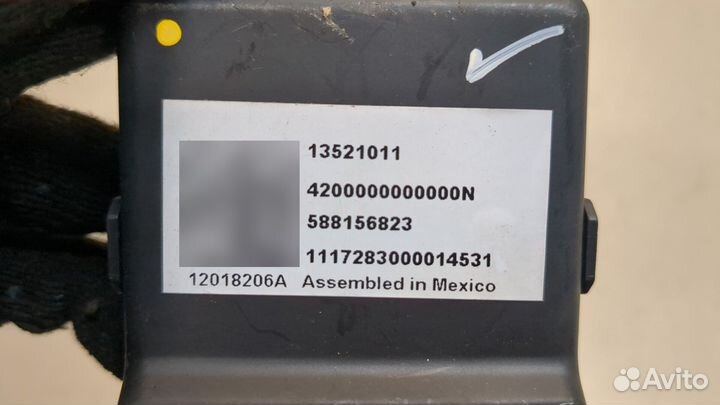 13521011
4200000000000N
588156823
1117283000014531
12018206A Assembled in Mexico
Avito